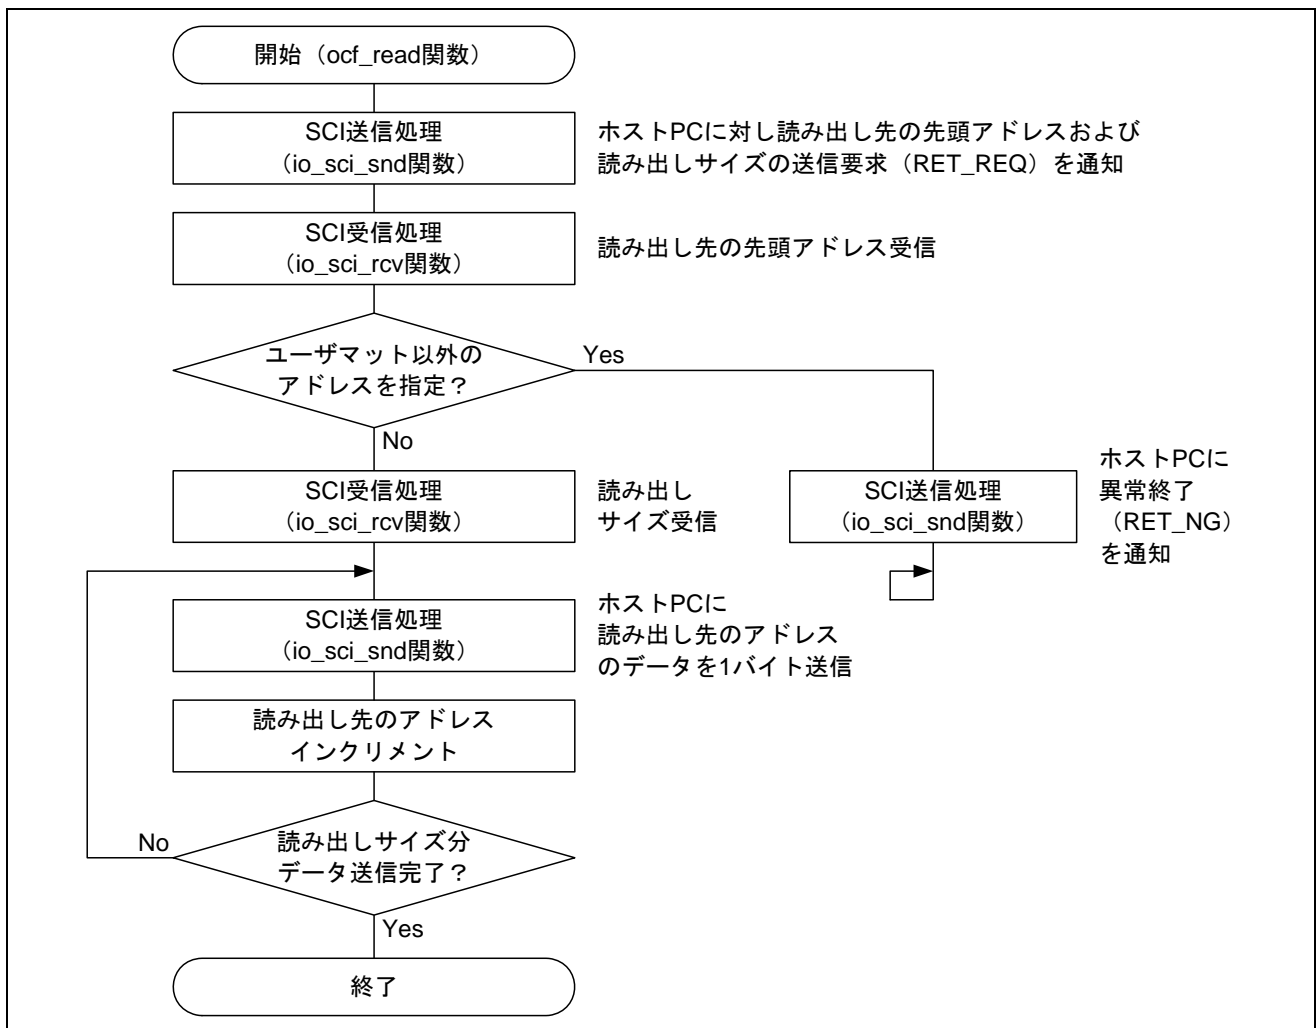 開始（ocf_read関数）
SCI送信処理
（io_sci_snd関数）
ホストPCに対し読み出し先の先頭アドレスおよび
読み出しサイズの送信要求（RET_REQ）を通知
SCI受信処理
（io_sci_rcv関数）
読み出し先の先頭アドレス受信
ユーザマット以外の
アドレスを指定？
Yes
No
SCI受信処理
（io_sci_rcv関数）
読み出し
サイズ受信
SCI送信処理
（io_sci_snd関数）
ホストPCに
異常終了
（RET_NG）
を通知
SCI送信処理
（io_sci_snd関数）
ホストPCに
読み出し先のアドレス
のデータを1バイト送信
読み出し先のアドレス
インクリメント
読み出しサイズ分
データ送信完了？
No
Yes
終了